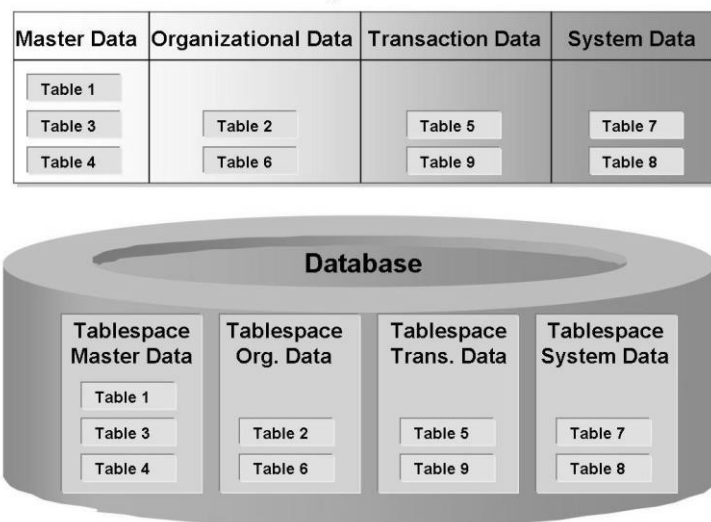 Master Data Organizational Data Transaction Data System Data
Table 1
Table 3 Table 2 Table 5 Table 7
Table 4 Table 6 Table 9 Table 8
Database
Tablespace Tablespace Tablespace Tablespace
Master Data Org. Data Trans. Data System Data
Table 1
Table 3 Table 2 Table 5 Table 7
Table 4 Table 6 Table 9 Table 8